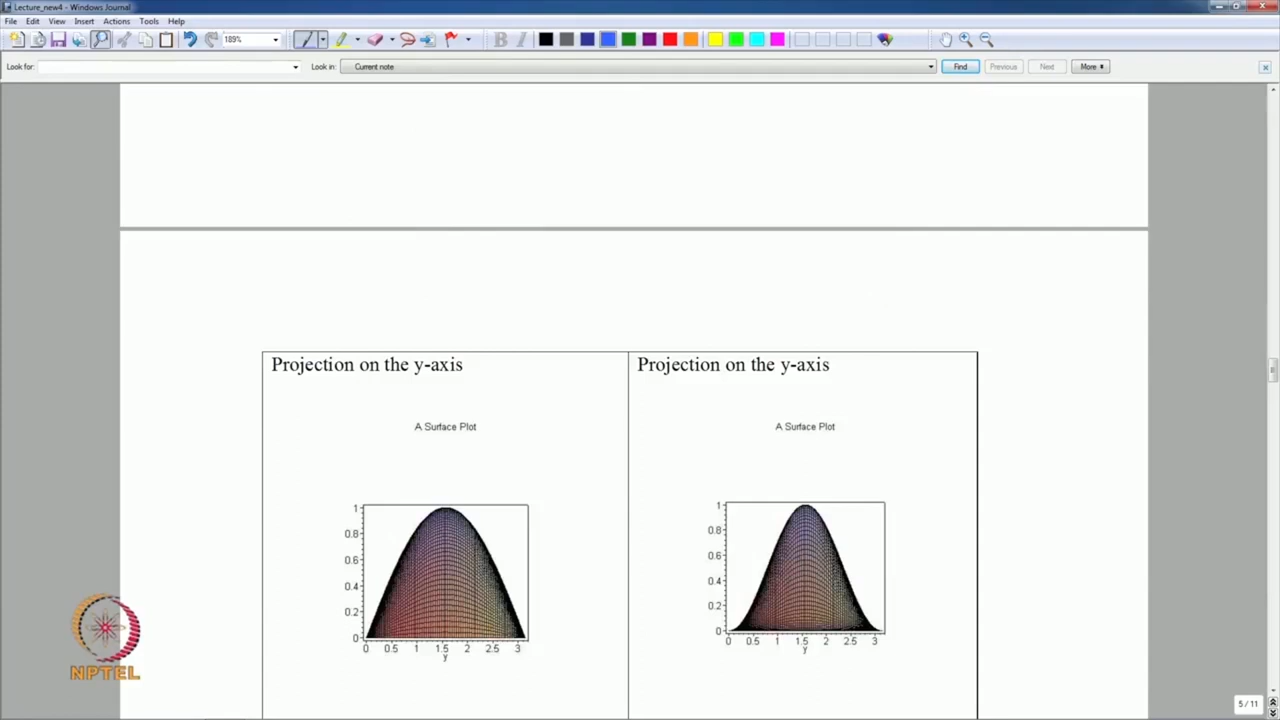 Lecture_new4 - Windows Journal
File Edit View Insert Actions Tools Help
189%
B I
Look for:
Look in: Current note
Find Previous Next More
Projection on the y-axis
A Surface Plot
1
0.8
0.6
0.4
0.2
0
0 0.5 1 1.5 2 2.5 3
y
Projection on the y-axis
A Surface Plot
1
0.8
0.6
0.4
0.2
0
0 0.5 1 1.5 2 2.5 3
y
NPTEL
5 / 11